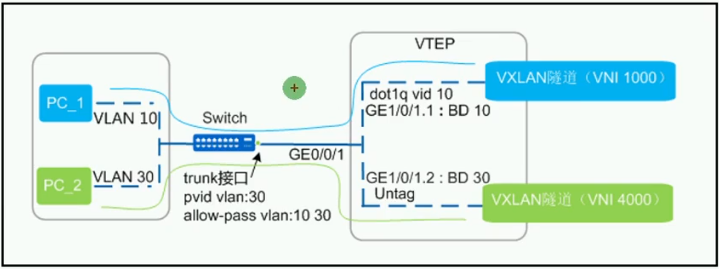 VTEP
PC_1
VLAN 10
Switch
dot1q vid 10
GE1/0/1.1 : BD 10
VXLAN隧道（VNI 1000）
GE0/0/1
PC_2
VLAN 30
trunk接口
pvid vlan:30
allow-pass vlan:10 30
GE1/0/1.2 : BD 30
Untag
VXLAN隧道（VNI 4000）